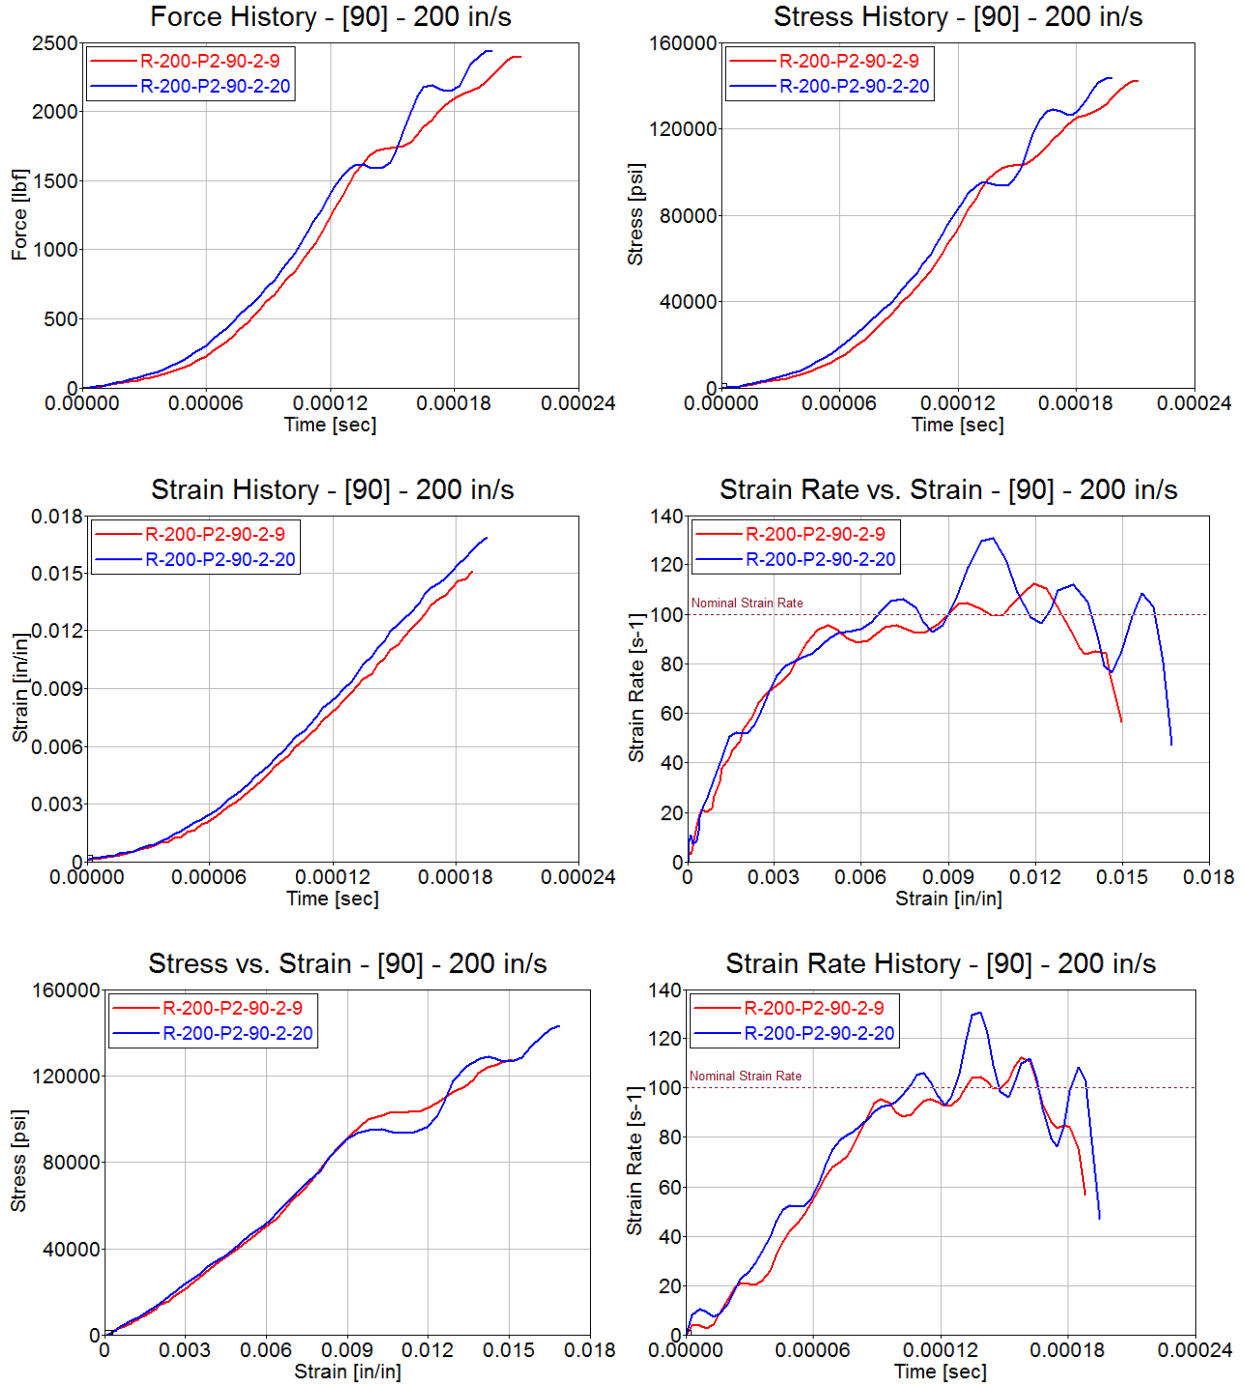 Force History - [90] - 200 in/s
2500
2000
1500
1000
500
0
Force [lbf]
R-200-P2-90-2-9
R-200-P2-90-2-20
0.00000 0.00006 0.00012 0.00018 0.00024
Time [sec]
Stress History - [90] - 200 in/s
160000
120000
80000
40000
0
Stress [psi]
R-200-P2-90-2-9
R-200-P2-90-2-20
0.00000 0.00006 0.00012 0.00018 0.00024
Time [sec]
Strain History - [90] - 200 in/s
0.018
0.015
0.012
0.009
0.006
0.003
0
Strain [in/in]
R-200-P2-90-2-9
R-200-P2-90-2-20
0.00000 0.00006 0.00012 0.00018 0.00024
Time [sec]
Strain Rate vs. Strain - [90] - 200 in/s
140
120
100
80
60
40
20
0
Strain Rate [s-1]
R-200-P2-90-2-9
R-200-P2-90-2-20
Nominal Strain Rate
0 0.003 0.006 0.009 0.012 0.015 0.018
Strain [in/in]
Stress vs. Strain - [90] - 200 in/s
160000
120000
80000
40000
0
Stress [psi]
R-200-P2-90-2-9
R-200-P2-90-2-20
0 0.003 0.006 0.009 0.012 0.015 0.018
Strain [in/in]
Strain Rate History - [90] - 200 in/s
140
120
100
80
60
40
20
0
Strain Rate [s-1]
R-200-P2-90-2-9
R-200-P2-90-2-20
Nominal Strain Rate
0.00000 0.00006 0.00012 0.00018 0.00024
Time [sec]